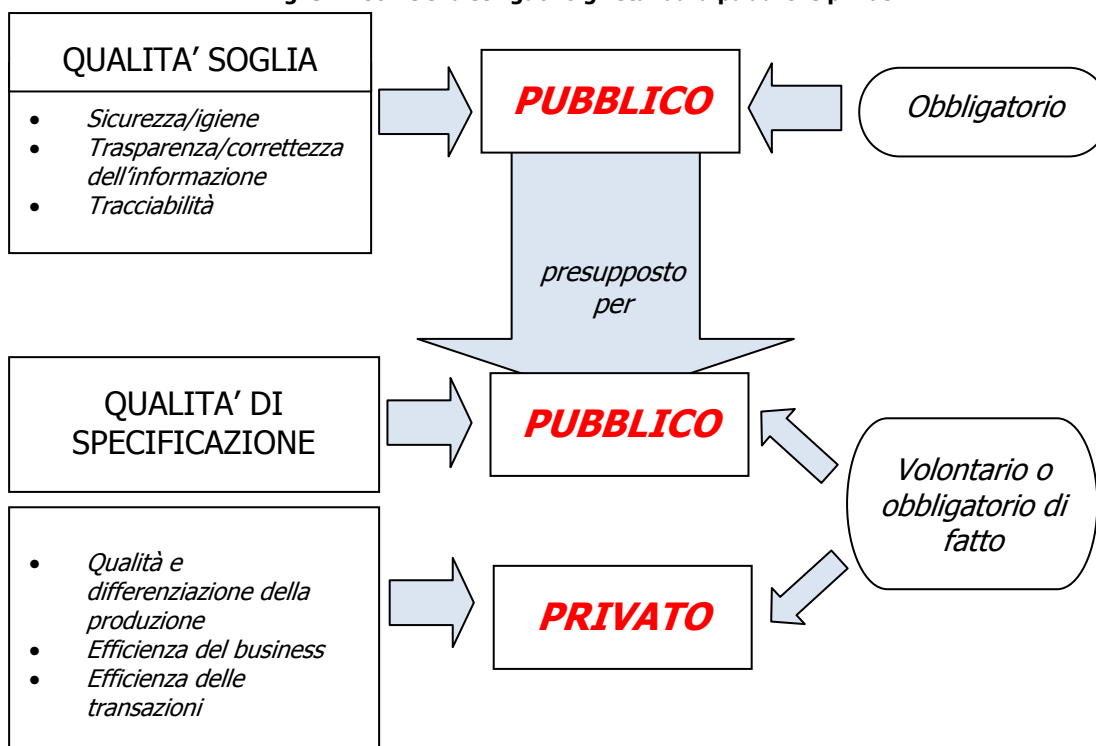 QUALITA’ SOGLIA
• Sicurezza/igiene
• Trasparenza/correttezza
dell’informazione
• Tracciabilità
PUBBLICO
Obbligatorio
presupposto
per
QUALITA’ DI
SPECIFICAZIONE
PUBBLICO
Volontario o
obbligatorio di
fatto
• Qualità e
differenziazione della
produzione
• Efficienza del business
• Efficienza delle
transazioni
PRIVATO